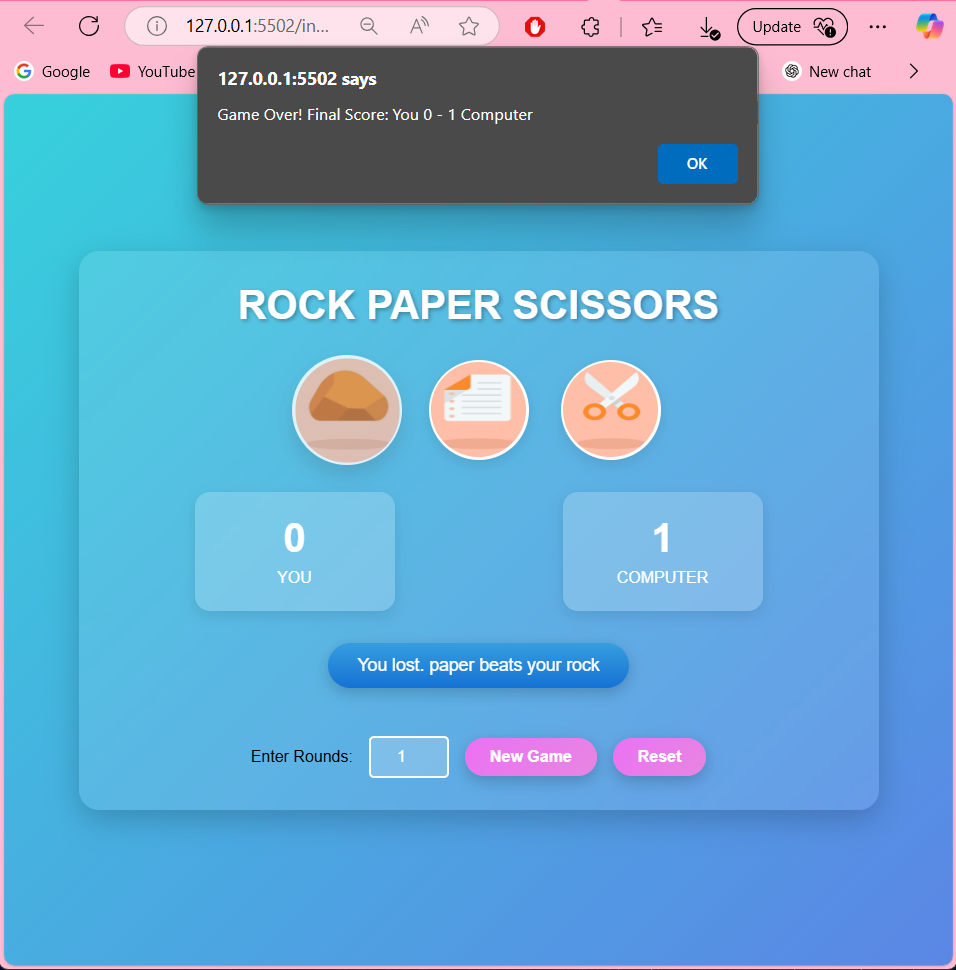 127.0.0.1:5502/in...
Update
Google
YouTube
New chat
127.0.0.1:5502 says
Game Over! Final Score: You 0 - 1 Computer
OK
ROCK PAPER SCISSORS
0
YOU
1
COMPUTER
You lost. paper beats your rock
Enter Rounds: 1 New Game Reset